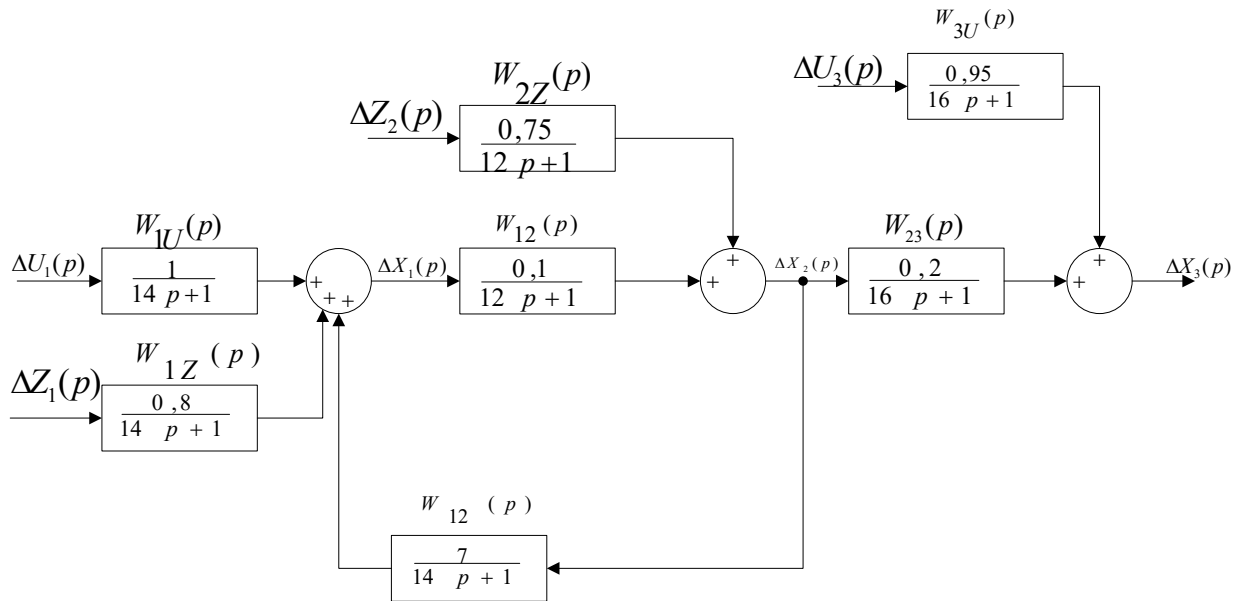 W3U(p)
ΔU3(p)
0,95
16 p+1
W2Z(p)
ΔZ2(p)
0,75
12 p+1
W1U(p)
ΔU1(p)
1
14 p+1
+
+ +
ΔX1(p)
W12(p)
0,1
12 p+1
+
+
ΔX2(p)
W23(p)
0,2
16 p+1
+
+
ΔX3(p)
W1Z(p)
ΔZ1(p)
0,8
14 p+1
W12(p)
7
14 p+1